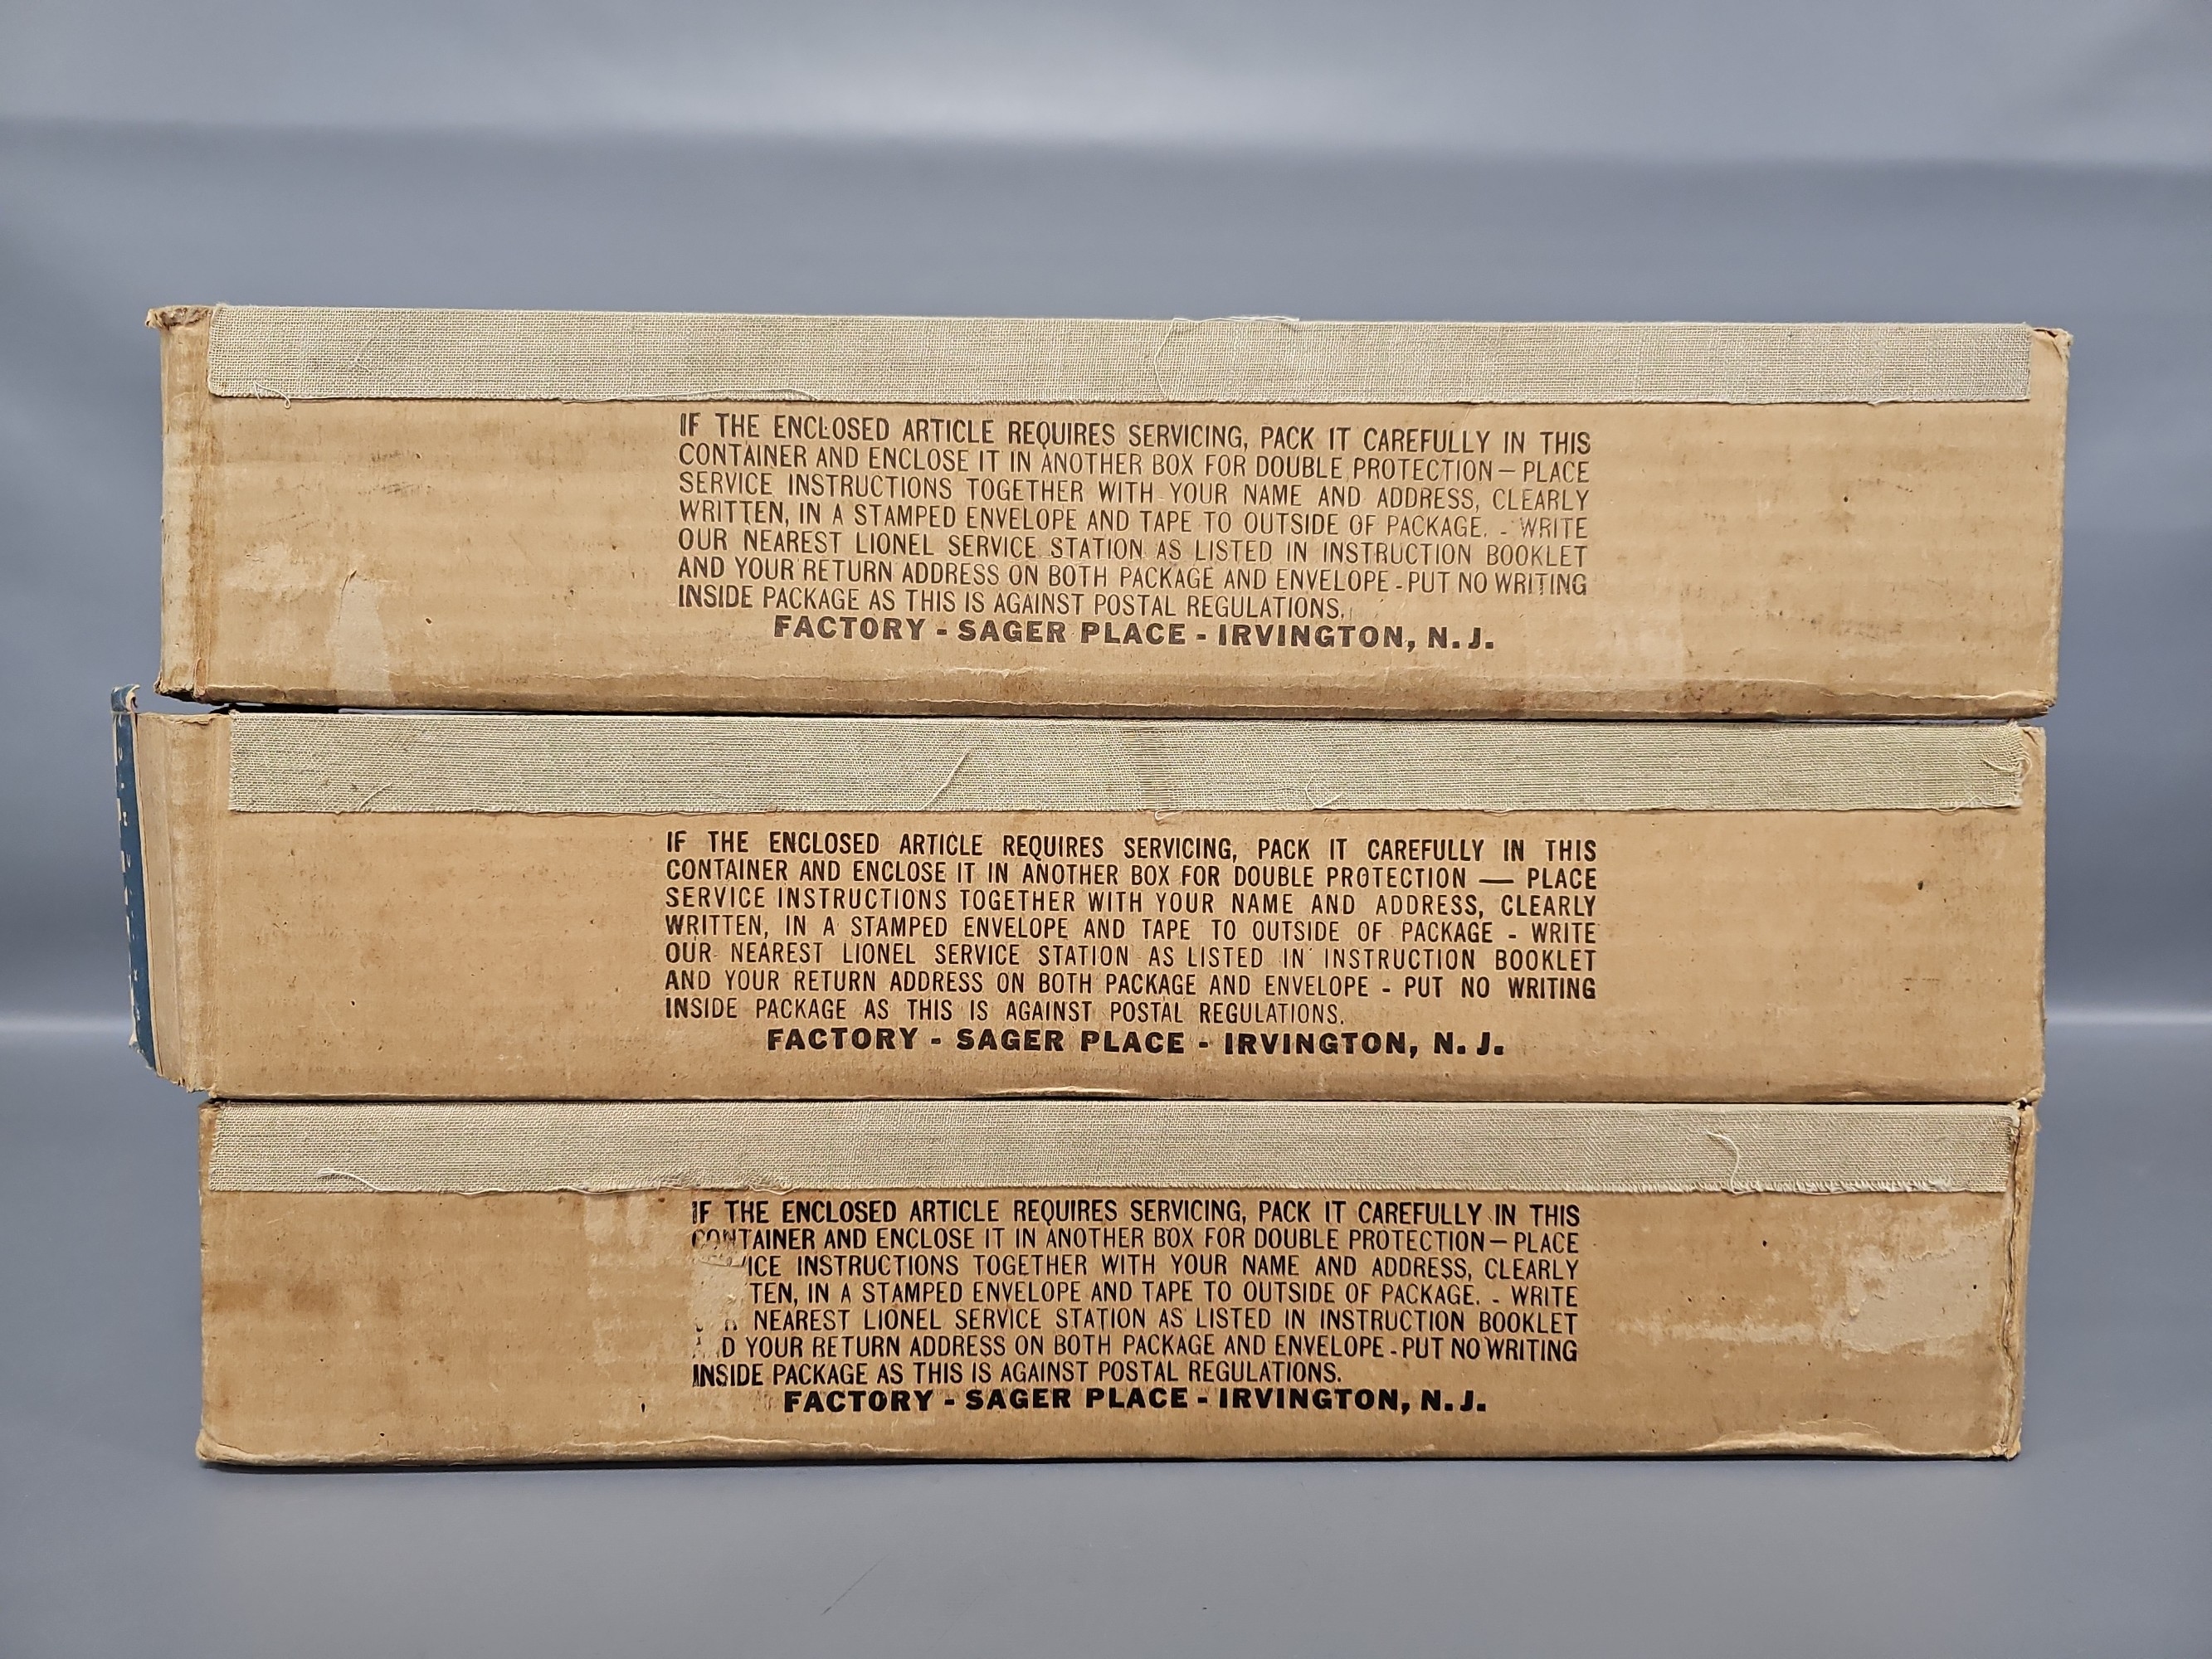 IF THE ENCLOSED ARTICLE REQUIRES SERVICING, PACK IT CAREFULLY IN THIS
CONTAINER AND ENCLOSE IT IN ANOTHER BOX FOR DOUBLE PROTECTION — PLACE
SERVICE INSTRUCTIONS TOGETHER WITH YOUR NAME AND ADDRESS, CLEARLY
WRITTEN, IN A STAMPED ENVELOPE AND TAPE TO OUTSIDE OF PACKAGE. - WRITE
OUR NEAREST LIONEL SERVICE STATION AS LISTED IN INSTRUCTION BOOKLET
AND YOUR RETURN ADDRESS ON BOTH PACKAGE AND ENVELOPE - PUT NO WRITING
INSIDE PACKAGE AS THIS IS AGAINST POSTAL REGULATIONS.
FACTORY - SAGER PLACE - IRVINGTON, N. J.
IF THE ENCLOSED ARTICLE REQUIRES SERVICING, PACK IT CAREFULLY IN THIS
CONTAINER AND ENCLOSE IT IN ANOTHER BOX FOR DOUBLE PROTECTION — PLACE
SERVICE INSTRUCTIONS TOGETHER WITH YOUR NAME AND ADDRESS, CLEARLY
WRITTEN, IN A STAMPED ENVELOPE AND TAPE TO OUTSIDE OF PACKAGE - WRITE
OUR NEAREST LIONEL SERVICE STATION AS LISTED IN INSTRUCTION BOOKLET
AND YOUR RETURN ADDRESS ON BOTH PACKAGE AND ENVELOPE - PUT NO WRITING
INSIDE PACKAGE AS THIS IS AGAINST POSTAL REGULATIONS.
FACTORY - SAGER PLACE - IRVINGTON, N. J.
IF THE ENCLOSED ARTICLE REQUIRES SERVICING, PACK IT CAREFULLY IN THIS
CONTAINER AND ENCLOSE IT IN ANOTHER BOX FOR DOUBLE PROTECTION — PLACE
ICE INSTRUCTIONS TOGETHER WITH YOUR NAME AND ADDRESS, CLEARLY
TEN, IN A STAMPED ENVELOPE AND TAPE TO OUTSIDE OF PACKAGE. - WRITE
NEAREST LIONEL SERVICE STATION AS LISTED IN INSTRUCTION BOOKLET
D YOUR RETURN ADDRESS ON BOTH PACKAGE AND ENVELOPE - PUT NO WRITING
INSIDE PACKAGE AS THIS IS AGAINST POSTAL REGULATIONS.
FACTORY - SAGER PLACE - IRVINGTON, N. J.